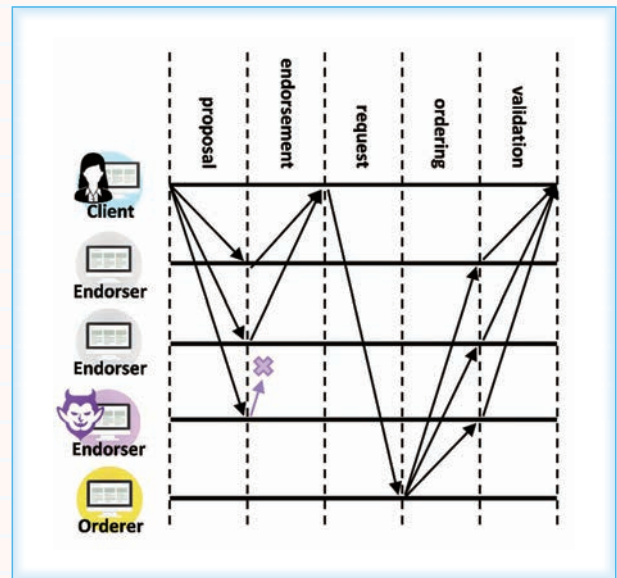 proposal
endorsement
request
ordering
validation
Client
Endorser
Endorser
Endorser
Orderer